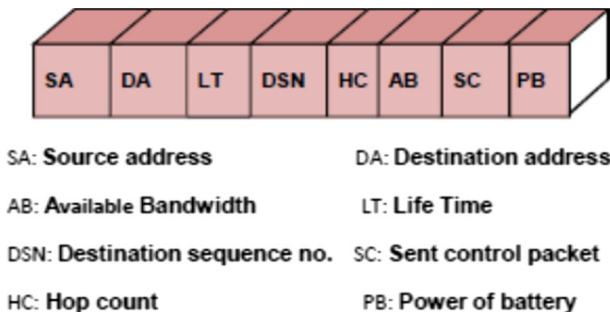 SA DA LT DSN HC AB SC PB
SA: Source address DA: Destination address
AB: Available Bandwidth LT: Life Time
DSN: Destination sequence no. SC: Sent control packet
HC: Hop count PB: Power of battery